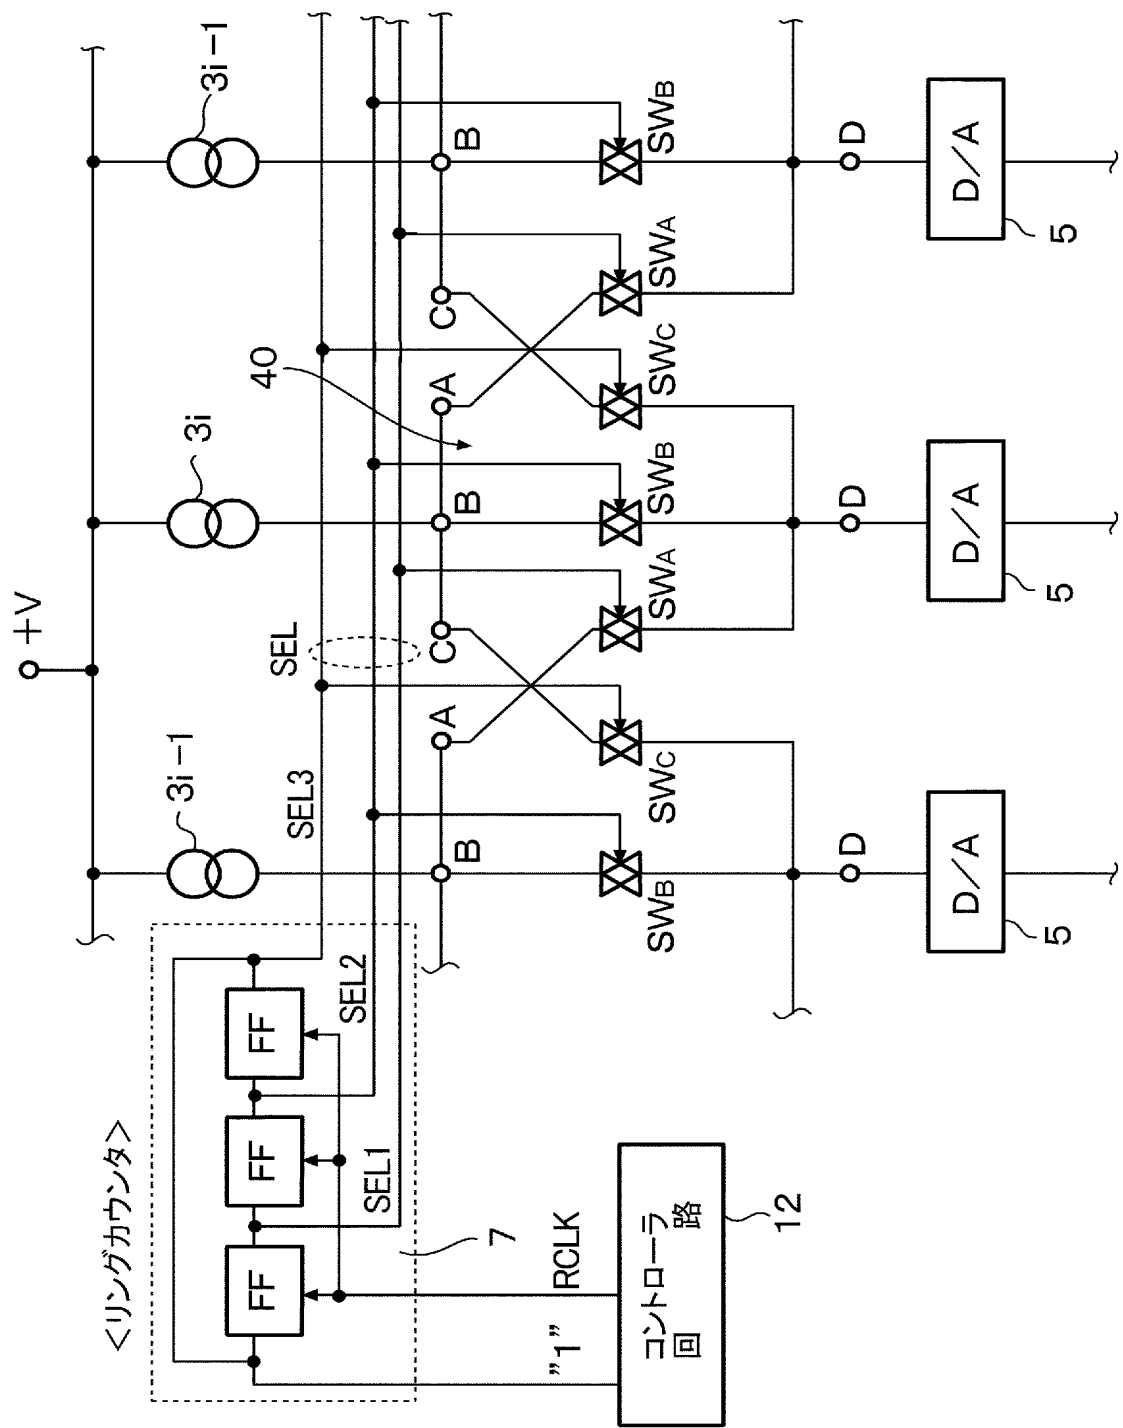 +V
3i-1
3i
3i-1
<リングカウンタ>
FF
FF
FF
SEL1
SEL2
SEL3
SEL
40
B
A
C
B
A
C
B
SWB
SWC
SWA
SWB
SWC
SWA
SWB
D
D
D
D/A
D/A
D/A
5
5
5
7
"1"
RCLK
コントローラ
回路
12